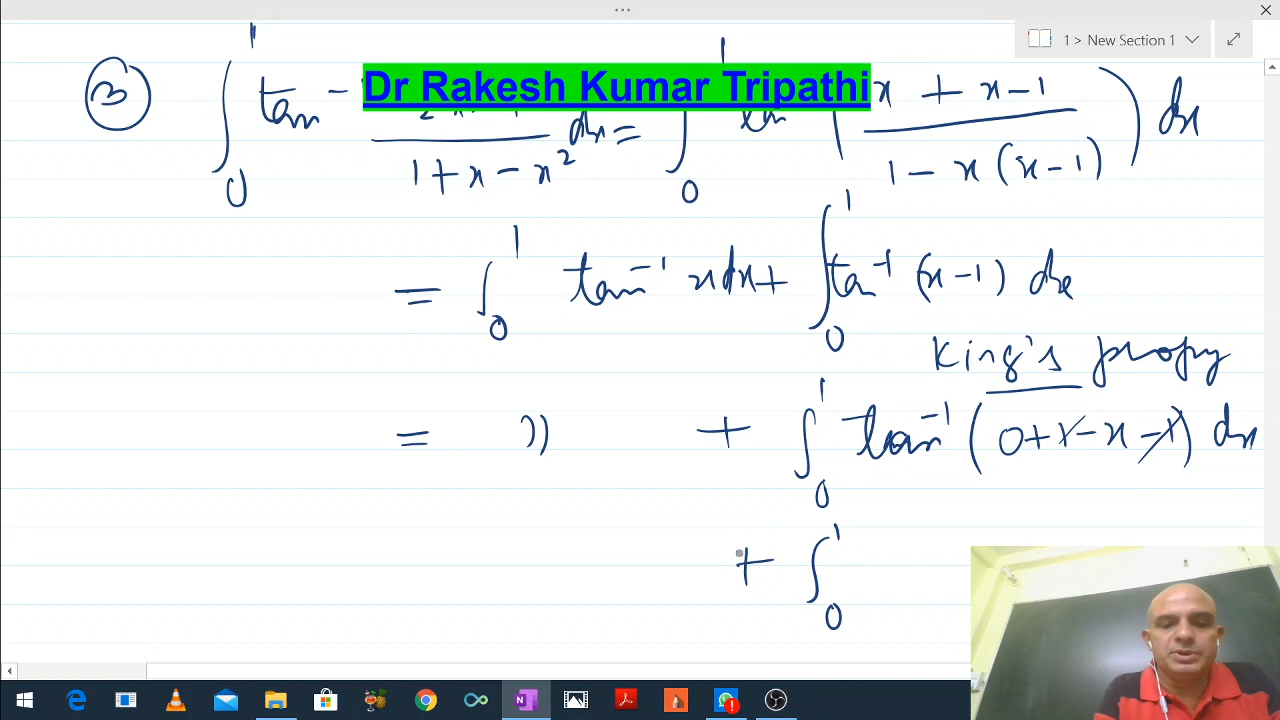 1 > New Section 1
Dr Rakesh Kumar Tripathi
③ ∫₀¹ tan⁻ 2x-1/(1+x-x²) dx = ∫₀¹ tan (x+x-1)/(1-x(x-1)) dx
= ∫₀¹ tan⁻¹ x dx + ∫₀¹ tan⁻¹ (x-1) dx
King's propy
= 〃 + ∫₀¹ tan⁻¹ (0+1-x-1) dx
+ ∫₀¹